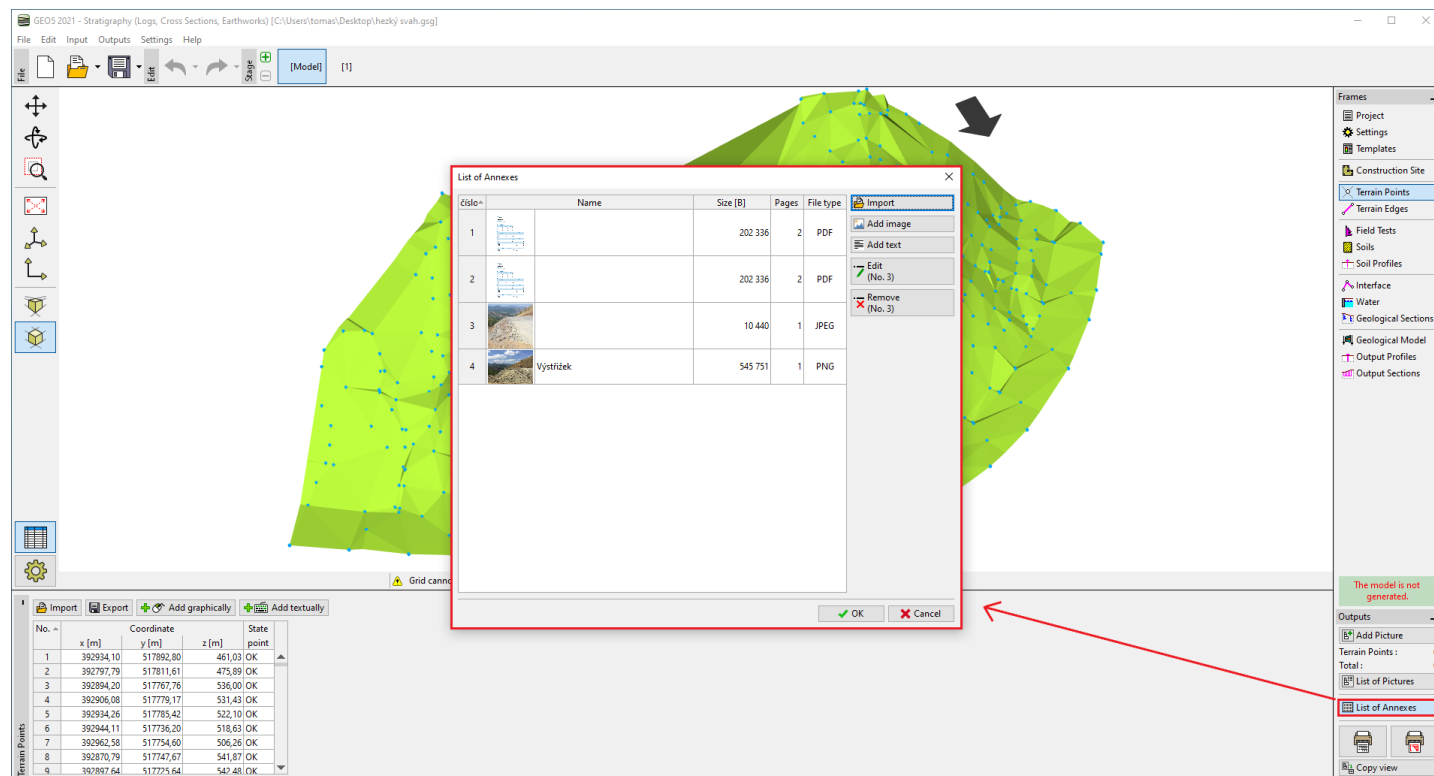 GEO5 2021 - Stratigraphy (Logs, Cross Sections, Earthworks) [C:\Users\tomas\Desktop\hezký svah.gsg]
File Edit Input Outputs Settings Help
File
Edit
Stage
[Model]
[1]
List of Annexes
číslo Name Size [B] Pages File type
1 202 336 2 PDF
2 202 336 2 PDF
3 10 440 1 JPEG
4 Výstřižek 545 751 1 PNG
Import
Add image
Add text
Edit
(No. 3)
Remove
(No. 3)
OK
Cancel
Grid canno
Frames
Project
Settings
Templates
Construction Site
Terrain Points
Terrain Edges
Field Tests
Soils
Soil Profiles
Interface
Water
Geological Sections
Geological Model
Output Profiles
Output Sections
The model is not
generated.
Outputs
Add Picture
Terrain Points :
Total :
List of Pictures
List of Annexes
Copy view
Import Export Add graphically Add textually
Terrain Points
No. Coordinate State
x [m] y [m] z [m] point
1 392934,10 517892,80 461,03 OK
2 392797,79 517811,61 475,89 OK
3 392894,20 517767,76 536,00 OK
4 392906,08 517779,17 531,43 OK
5 392934,26 517785,42 522,10 OK
6 392944,11 517736,20 518,63 OK
7 392962,58 517754,60 506,26 OK
8 392870,79 517747,67 541,87 OK
9 392897,64 517725,64 542,48 OK